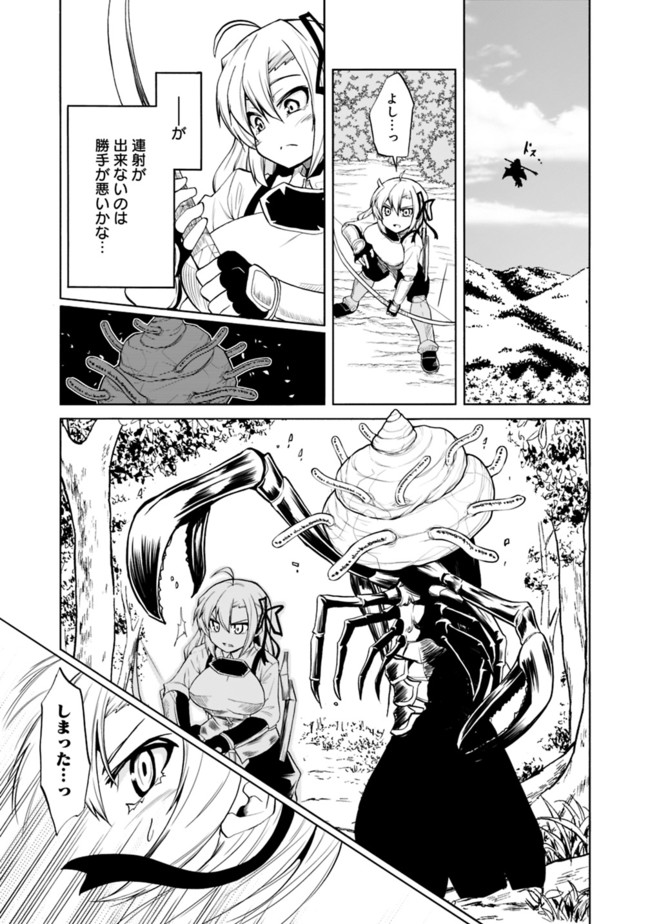 ドス
よし…っ
──が
連射が
出来ないのは
勝手が悪いかな…
しまった…っ